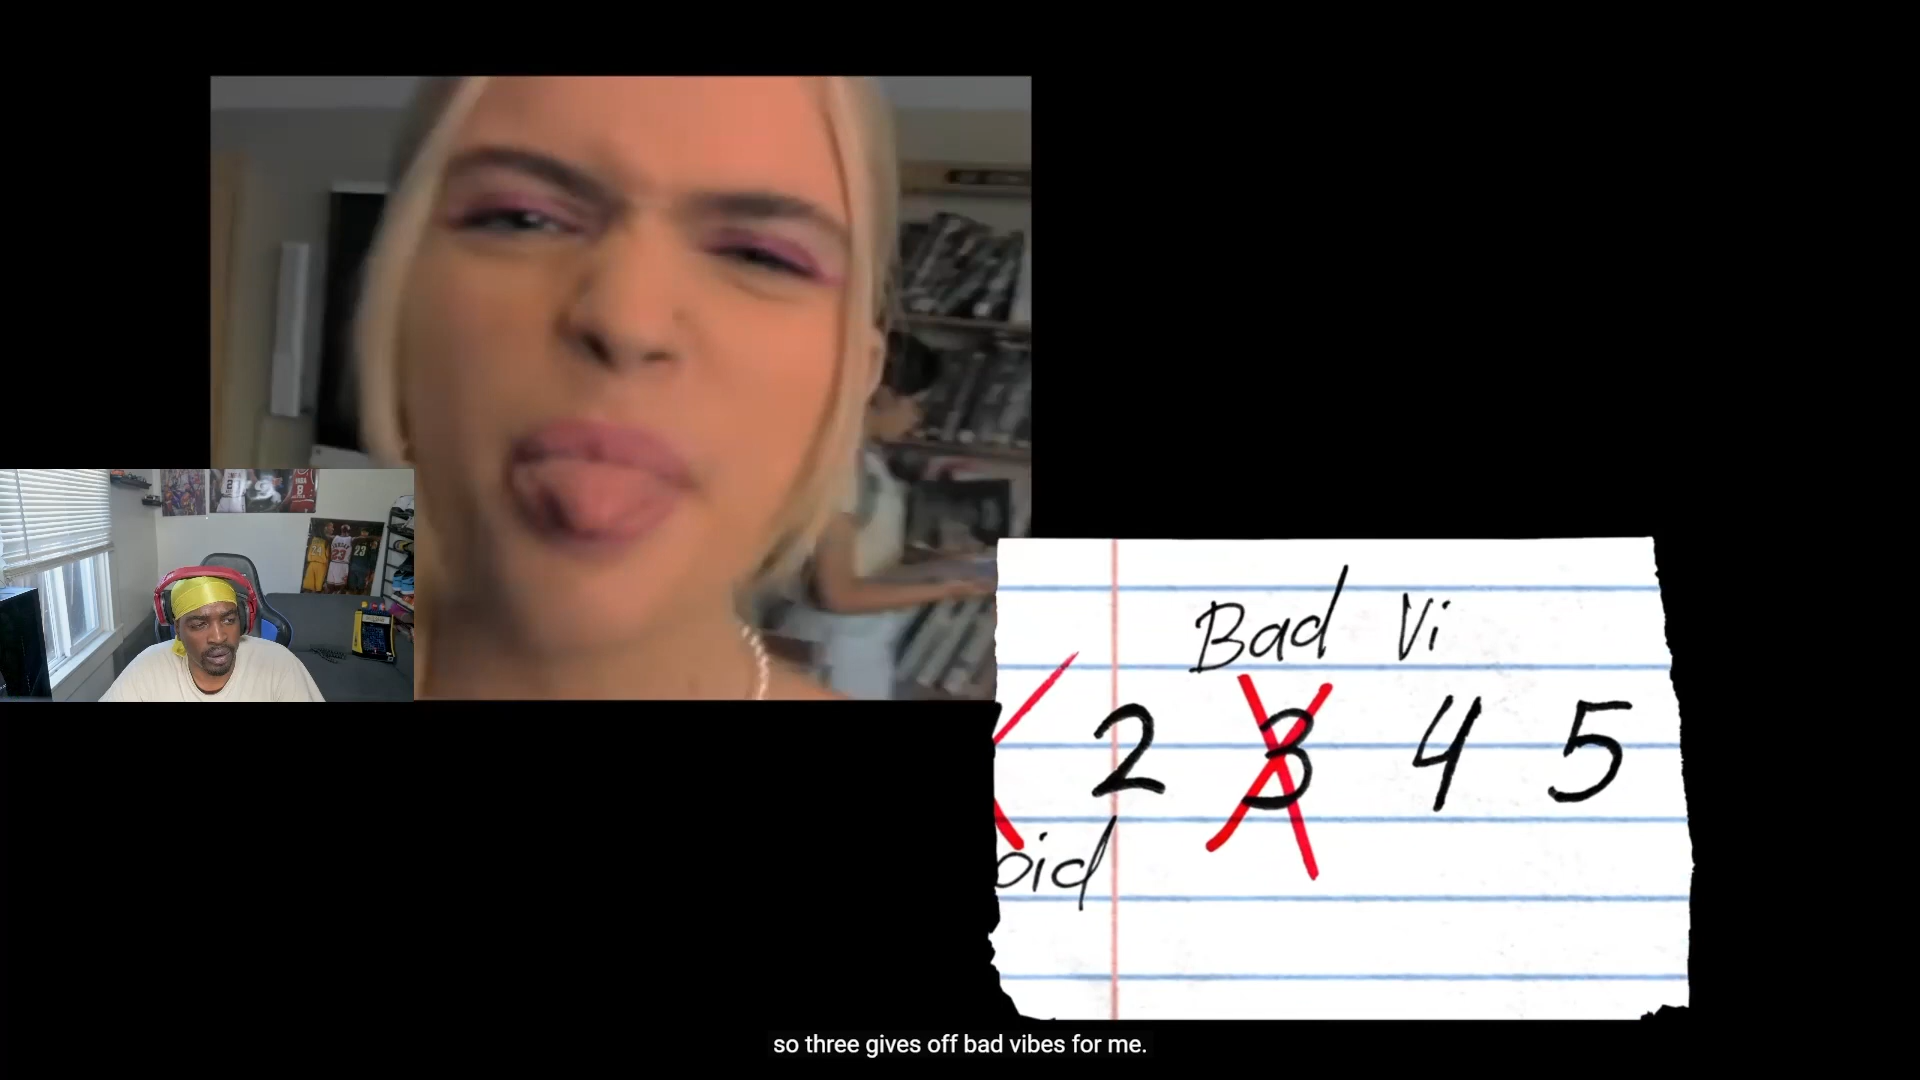 Bad Vi
2 3 4 5
oid
so three gives off bad vibes for me.